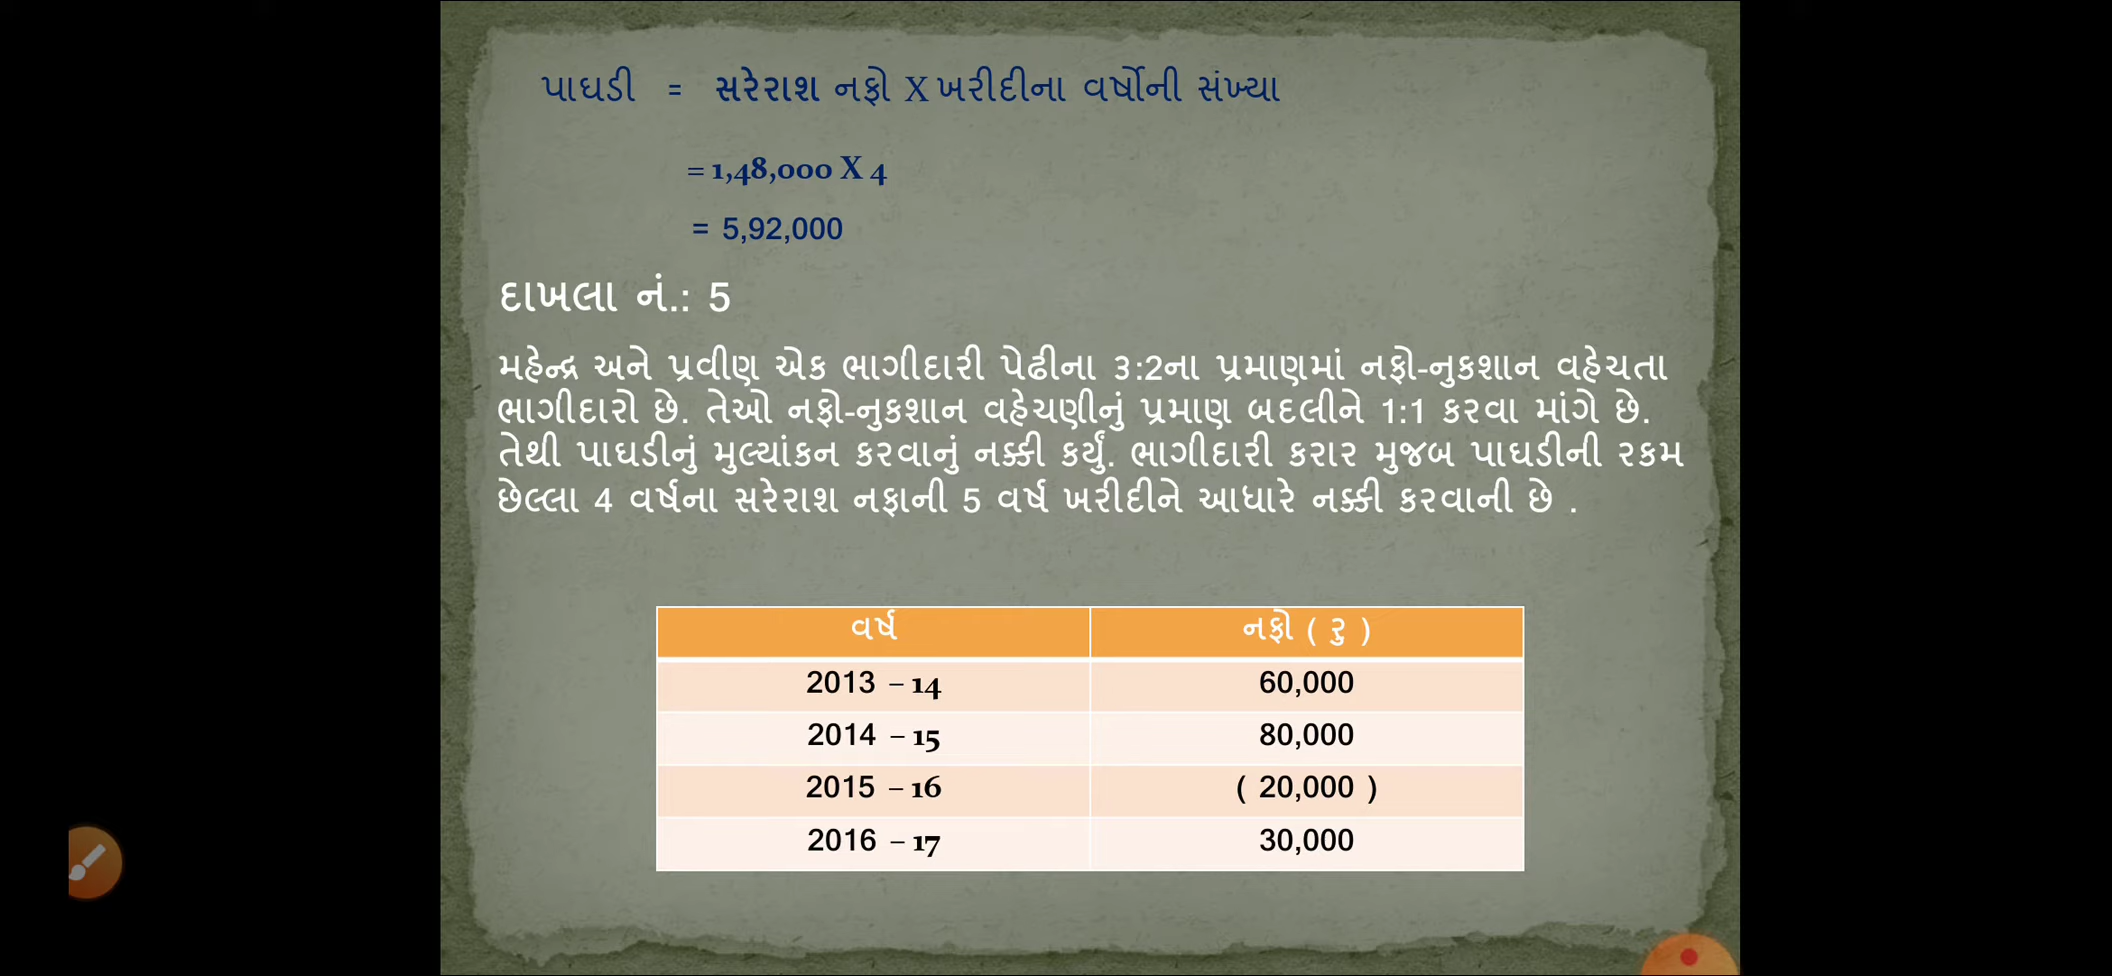 પાઘડી = સરેરાશ નફો X ખરીદીના વર્ષોની સંખ્યા
= 1,48,000 X 4
= 5,92,000
દાખલા નં.: 5
મહેન્દ્ર અને પ્રવીણ એક ભાગીદારી પેઢીના ૩:2ના પ્રમાણમાં નફો-નુકશાન વહેચતા
ભાગીદારો છે. તેઓ નફો-નુકશાન વહેચણીનું પ્રમાણ બદલીને 1:1 કરવા માંગે છે.
તેથી પાઘડીનું મુલ્યાંકન કરવાનું નક્કી કર્યું. ભાગીદારી કરાર મુજબ પાઘડીની રકમ
છેલ્લા 4 વર્ષના સરેરાશ નફાની 5 વર્ષ ખરીદીને આધારે નક્કી કરવાની છે .
વર્ષ નફો ( રુ )
2013 – 14 60,000
2014 – 15 80,000
2015 – 16 ( 20,000 )
2016 – 17 30,000